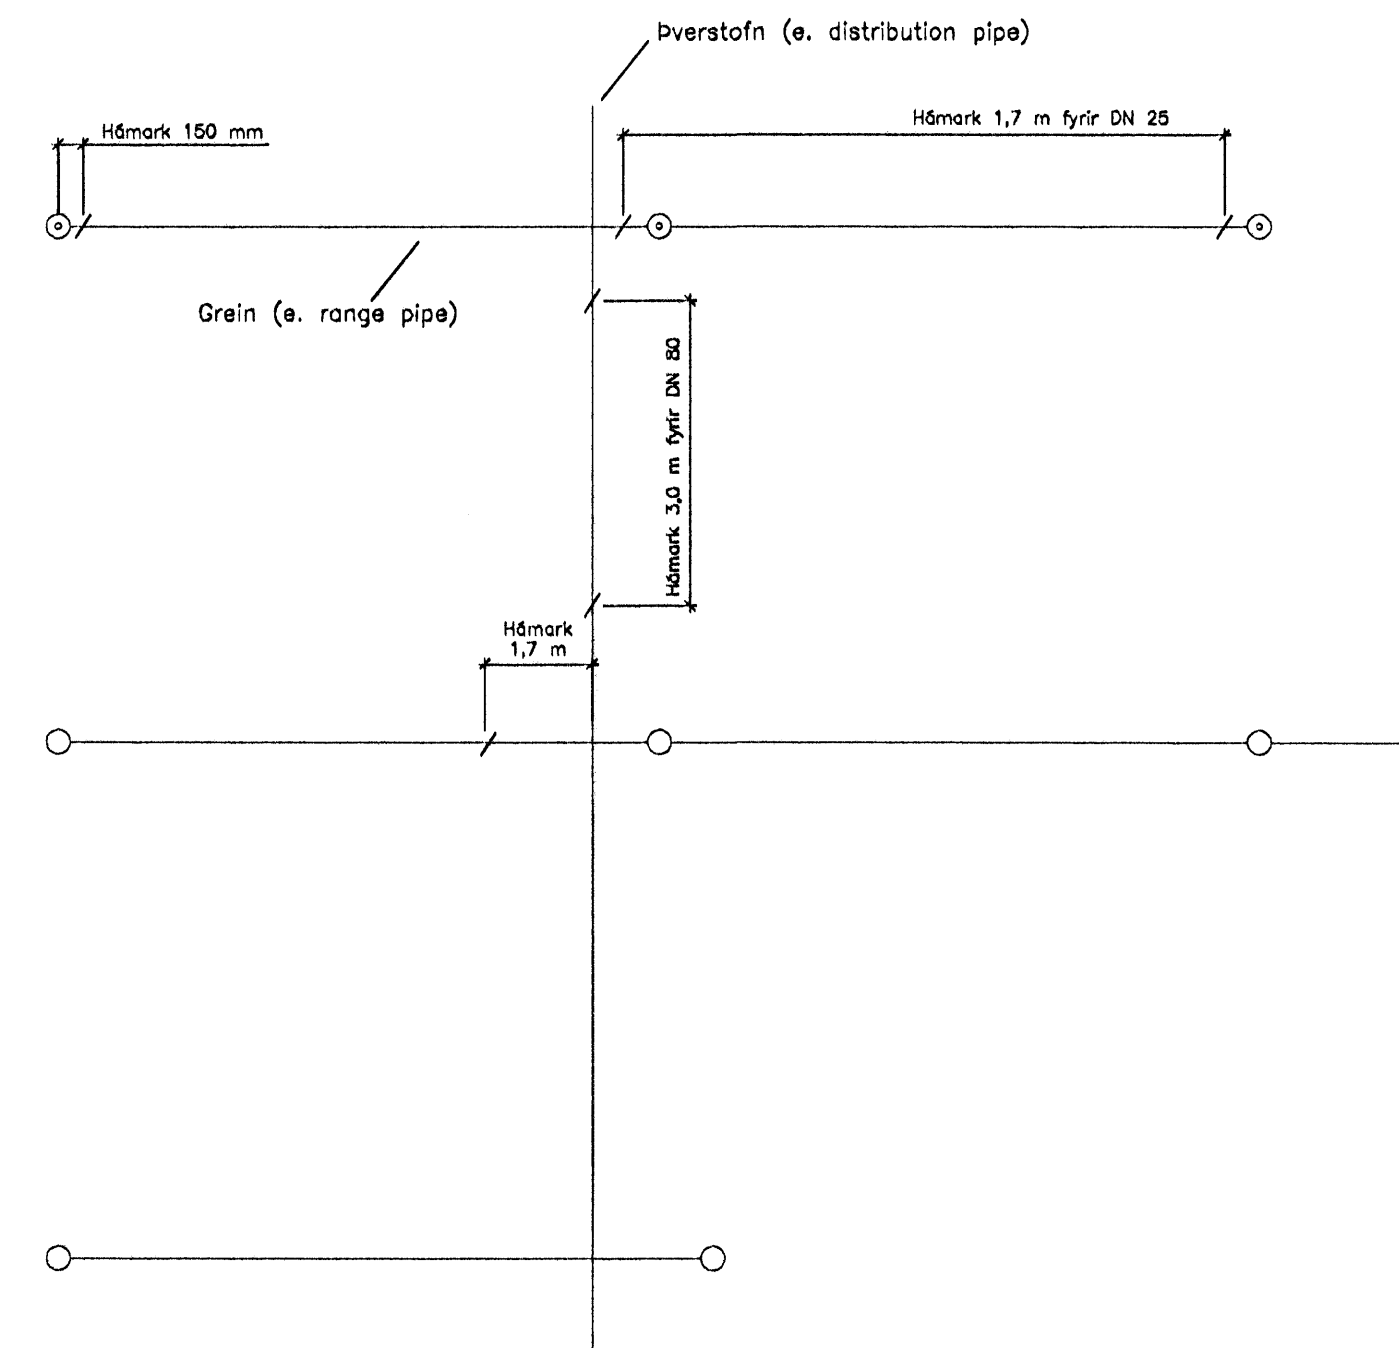 Þverstofn (e. distribution pipe)
Hámark 150 mm
Hámark 1,7 m fyrir DN 25
Grein (e. range pipe)
Hámark 3,0 m fyrir DN 80
Hámark
1,7 m